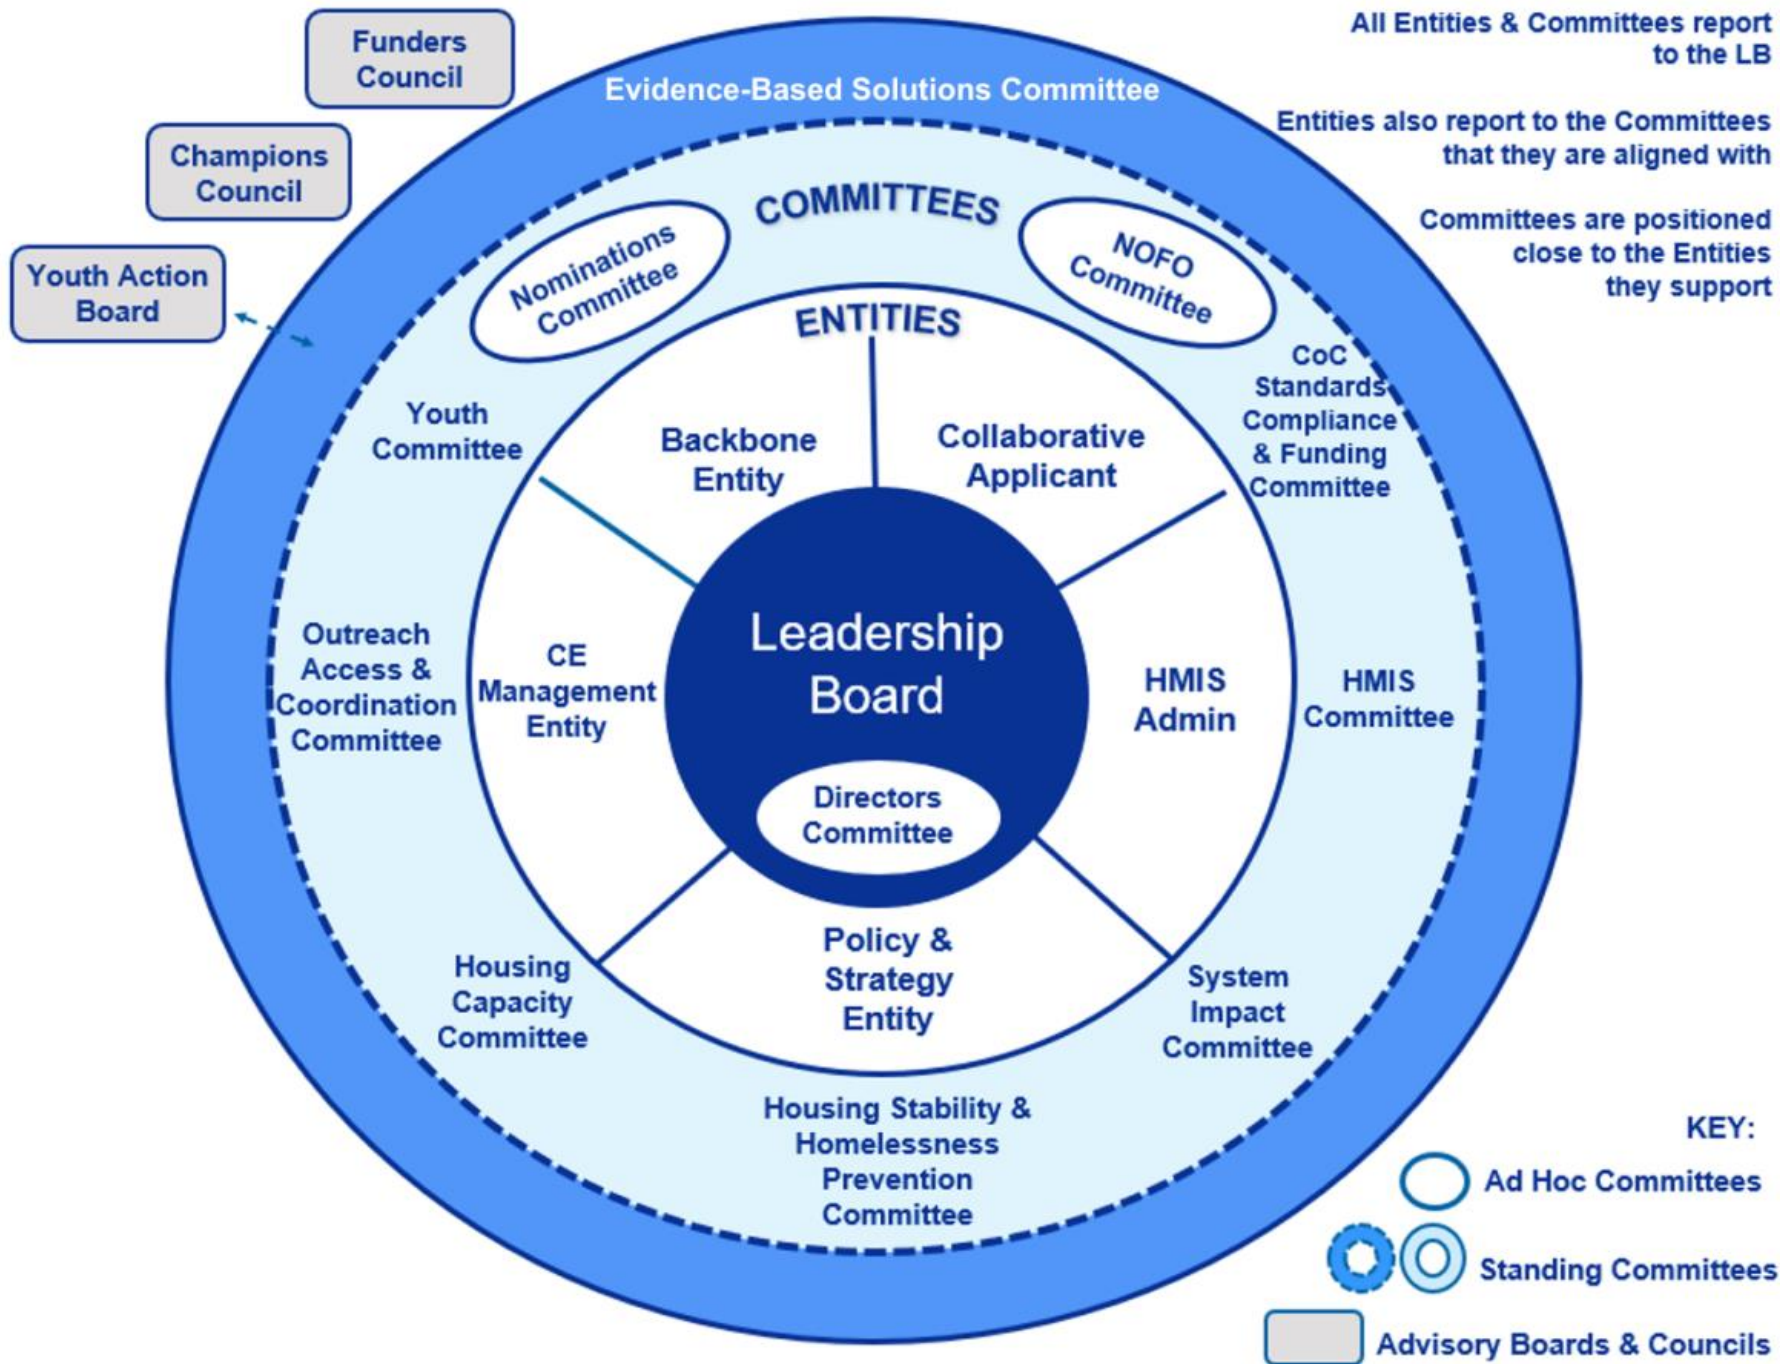 Funders
Council
Champions
Council
Youth Action
Board
All Entities & Committees report
to the LB
Entities also report to the Committees
that they are aligned with
Committees are positioned
close to the Entities
they support
Evidence-Based Solutions Committee
COMMITTEES
Nominations
Committee
NOFO
Committee
ENTITIES
Youth
Committee
CoC
Standards
Compliance
& Funding
Committee
Backbone
Entity
Collaborative
Applicant
Outreach
Access &
Coordination
Committee
CE
Management
Entity
Leadership
Board
HMIS
Admin
HMIS
Committee
Directors
Committee
Policy &
Strategy
Entity
Housing
Capacity
Committee
System
Impact
Committee
Housing Stability &
Homelessness
Prevention
Committee
KEY:
Ad Hoc Committees
Standing Committees
Advisory Boards & Councils